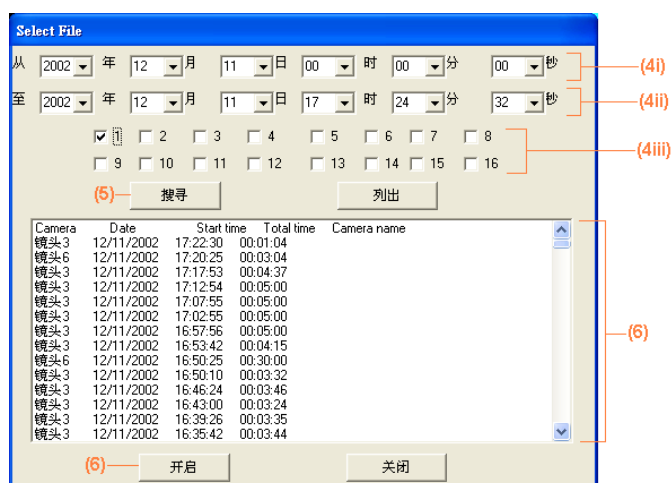 Select File
从 2002 年 12 月 11 日 00 时 00 分 00 秒 (4i)
至 2002 年 12 月 11 日 17 时 24 分 32 秒 (4ii)
1 2 3 4 5 6 7 8
(4iii)
9 10 11 12 13 14 15 16
(5) 搜寻 列出
Camera Date Start time Total time Camera name
镜头3 12/11/2002 17:22:30 00:01:04
镜头6 12/11/2002 17:20:25 00:03:04
镜头3 12/11/2002 17:17:53 00:04:37
镜头3 12/11/2002 17:12:54 00:05:00
镜头3 12/11/2002 17:07:55 00:05:00
镜头3 12/11/2002 17:02:55 00:05:00
镜头3 12/11/2002 16:57:56 00:05:00
镜头3 12/11/2002 16:53:42 00:04:15
(6)
镜头6 12/11/2002 16:50:25 00:30:00
镜头3 12/11/2002 16:50:10 00:03:32
镜头3 12/11/2002 16:46:24 00:03:46
镜头3 12/11/2002 16:43:00 00:03:24
镜头3 12/11/2002 16:39:26 00:03:35
镜头3 12/11/2002 16:35:42 00:03:44
(6) 开启 关闭